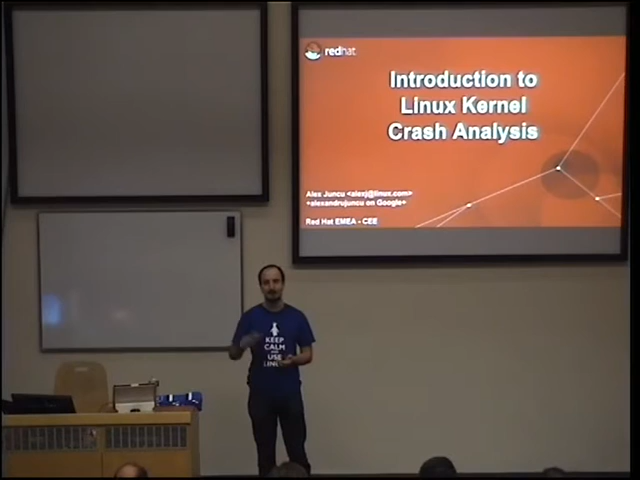 redhat
Introduction to
Linux Kernel
Crash Analysis
Alex Juncu <alexj@linux.com>
+alexandrujuncu on Google+
Red Hat EMEA - CEE
KEEP
CALM
AND
USE
LINUX